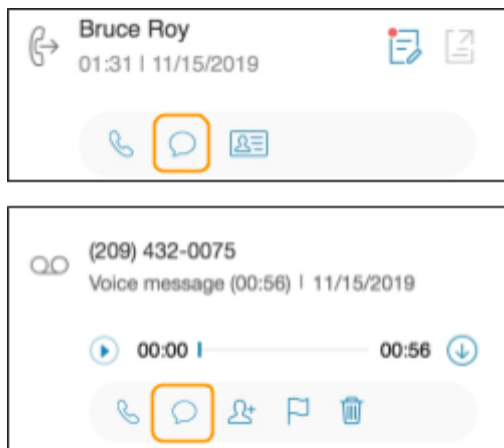 Bruce Roy
01:31 | 11/15/2019
(209) 432-0075
Voice message (00:56) | 11/15/2019
00:00 00:56